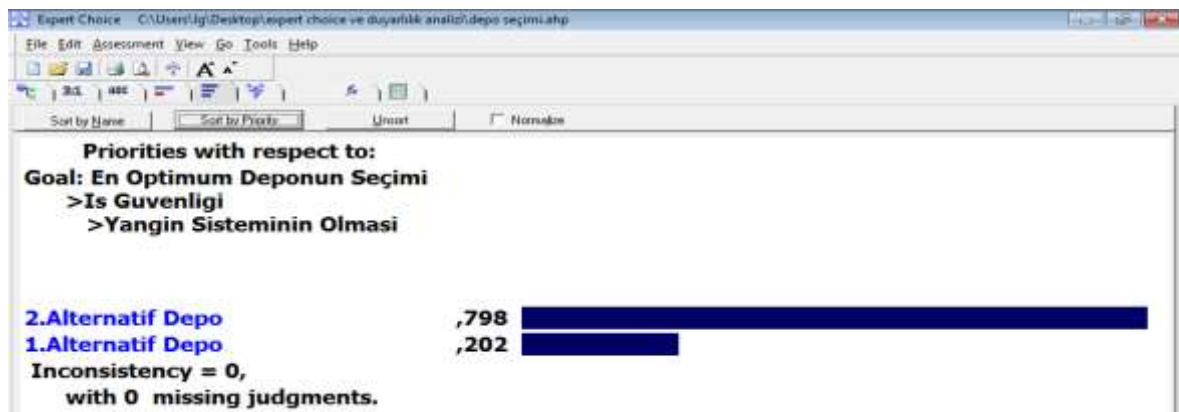 Expert Choice C:\Users\lg\Desktop\expert choice ve duyarlılık analizi\depo seçimi.ahp
File Edit Assessment View Go Tools Help
Sort by Name Sort by Priority Unsort Normalize
Priorities with respect to:
Goal: En Optimum Deponun Seçimi
>Is Guvenligi
>Yangin Sisteminin Olmasi
2.Alternatif Depo ,798
1.Alternatif Depo ,202
Inconsistency = 0,
with 0 missing judgments.